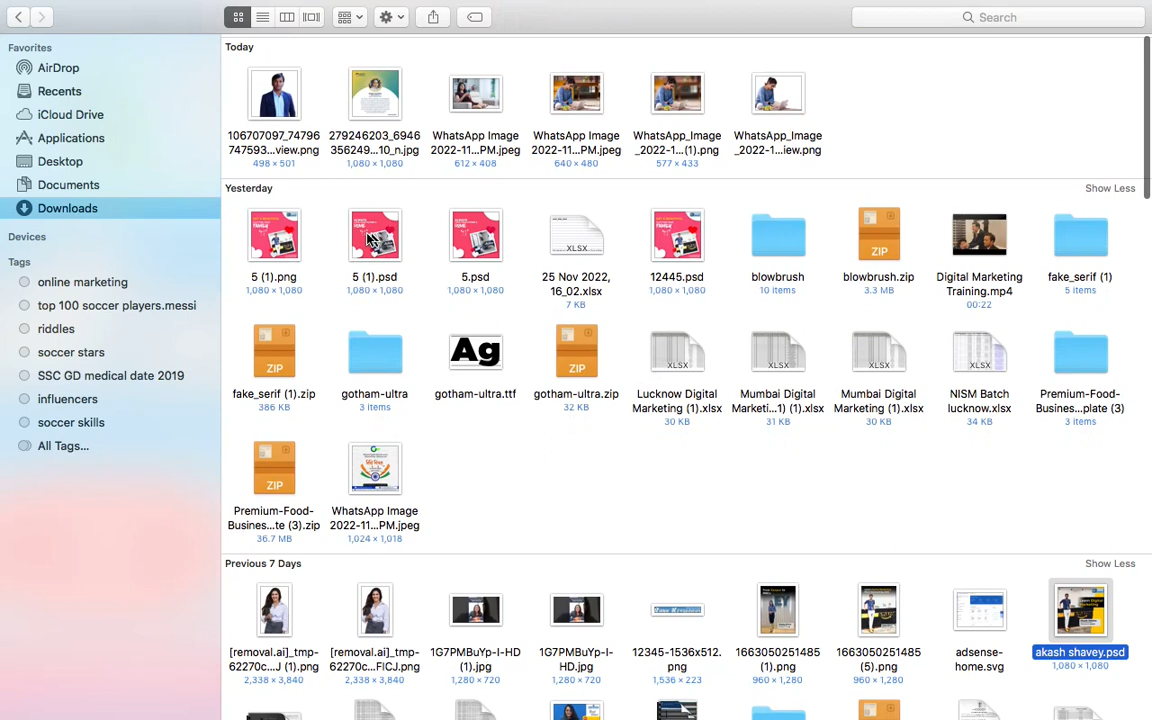 Search
Favorites
AirDrop
Recents
iCloud Drive
Applications
Desktop
Documents
Downloads
Devices
Tags
online marketing
top 100 soccer players.messi
riddles
soccer stars
SSC GD medical date 2019
influencers
soccer skills
All Tags...
Today
106707097_74796
747593...view.png
498 × 501
279246203_6946
356249...10_n.jpg
1,080 × 1,080
WhatsApp Image
2022-11...PM.jpeg
612 × 408
WhatsApp Image
2022-11...PM.jpeg
640 × 480
WhatsApp_Image
_2022-1...(1).png
577 × 433
WhatsApp_Image
_2022-1...iew.png
Yesterday
Show Less
5 (1).png
1,080 × 1,080
5 (1).psd
1,080 × 1,080
5.psd
1,080 × 1,080
XLSX
25 Nov 2022,
16_02.xlsx
7 KB
12445.psd
1,080 × 1,080
blowbrush
10 items
ZIP
blowbrush.zip
3.3 MB
Digital Marketing
Training.mp4
00:22
fake_serif (1)
5 items
ZIP
fake_serif (1).zip
386 KB
gotham-ultra
3 items
Ag
gotham-ultra.ttf
ZIP
gotham-ultra.zip
32 KB
XLSX
Lucknow Digital
Marketing (1).xlsx
30 KB
XLSX
Mumbai Digital
Marketi...1) (1).xlsx
31 KB
XLSX
Mumbai Digital
Marketing (1).xlsx
30 KB
XLSX
NISM Batch
lucknow.xlsx
34 KB
Premium-Food-
Busines...plate (3)
3 items
ZIP
Premium-Food-
Busines...te (3).zip
36.7 MB
WhatsApp Image
2022-11...PM.jpeg
1,024 × 1,018
Previous 7 Days
Show Less
[removal.ai]_tmp-
62270c...J (1).png
2,338 × 3,840
[removal.ai]_tmp-
62270c...FICJ.png
2,338 × 3,840
1G7PMBuYp-I-HD
(1).jpg
1,280 × 720
1G7PMBuYp-I-
HD.jpg
1,280 × 720
12345-1536x512.
png
1,536 × 223
1663050251485
(1).png
960 × 1,280
1663050251485
(5).png
960 × 1,280
adsense-
home.svg
akash shavey.psd
1,080 × 1,080